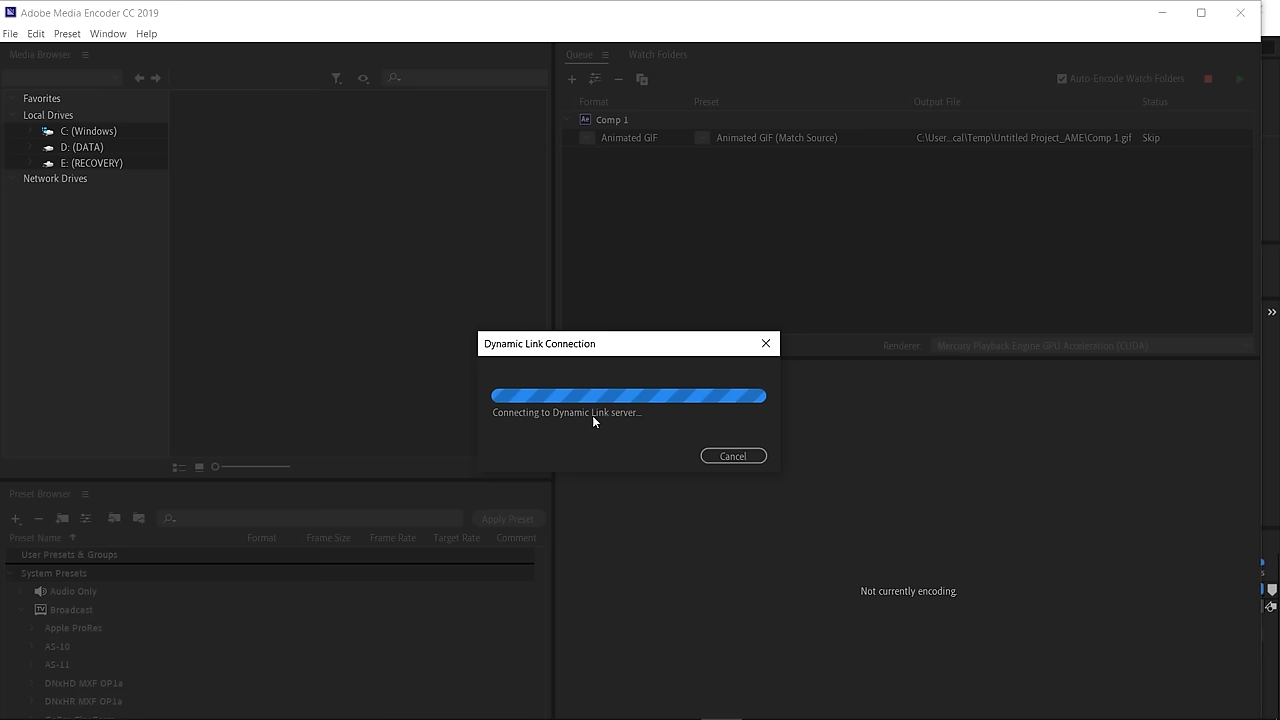 Adobe Media Encoder CC 2019
File Edit Preset Window Help
Media Browser
Favorites
Local Drives
C: (Windows)
D: (DATA)
E: (RECOVERY)
Network Drives
Queue Watch Folders
Auto-Encode Watch Folders
Format Preset Output File Status
Ae Comp 1
Animated GIF Animated GIF (Match Source) C:\User...cal\Temp\Untitled Project_AME\Comp 1.gif Skip
Renderer: Mercury Playback Engine GPU Acceleration (CUDA)
Dynamic Link Connection
Connecting to Dynamic Link server...
Cancel
Preset Browser
Apply Preset
Preset Name Format Frame Size Frame Rate Target Rate Comment
User Presets & Groups
System Presets
Audio Only
TV Broadcast
Apple ProRes
AS-10
AS-11
DNxHD MXF OP1a
DNxHR MXF OP1a
Not currently encoding.